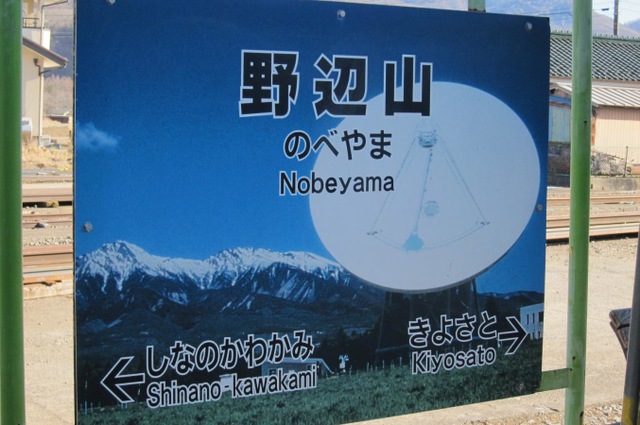 野辺山
のべやま
Nobeyama
きよさと
Kiyosato
しなのかわかみ
Shinano-kawakami